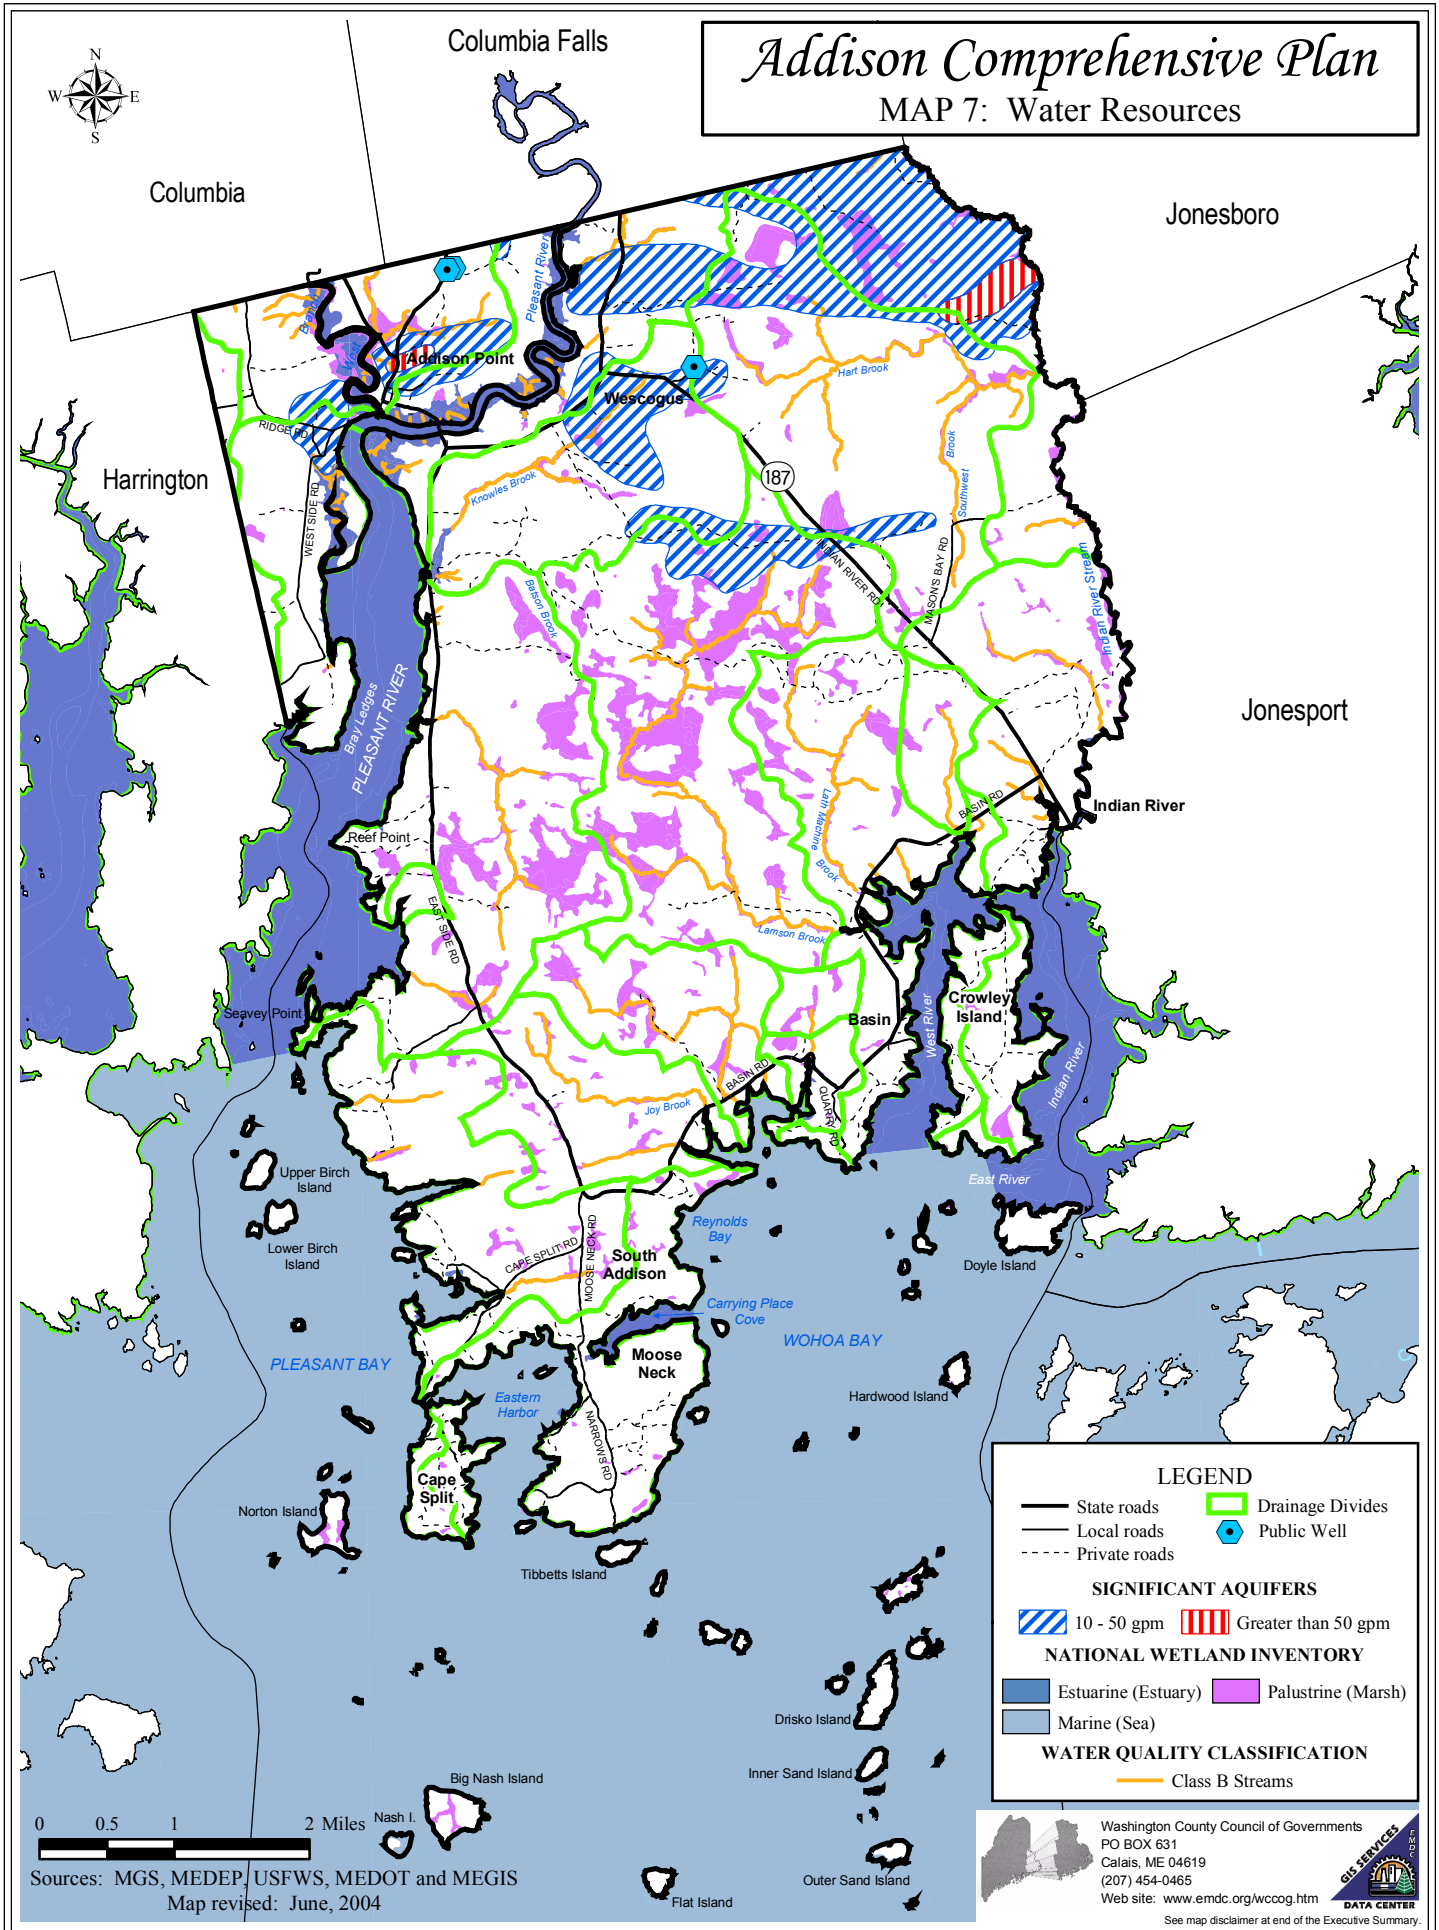 Addison Comprehensive Plan
MAP 7: Water Resources
N
W
E
S
Columbia Falls
Columbia
Jonesboro
Harrington
Jonesport
Pleasant River
West
Branch
Addison Point
Wescogus
Hart Brook
RIDGE RD
WEST SIDE RD
Knowles Brook
187
Southwest
Brook
INDIAN RIVER RD
MASON'S BAY RD
Indian River Stream
Batson Brook
Bray Ledges
PLEASANT RIVER
Reef Point
Lath Machine
Brook
BASIN RD
Indian River
EAST SIDE RD
Lamson Brook
Seavey Point
Basin
West River
Crowley
Island
Indian River
BASIN RD
QUARRY RD
Joy Brook
East River
Upper Birch
Island
Lower Birch
Island
Reynolds
Bay
CAPE SPLIT RD
MOOSE NECK RD
South
Addison
Doyle Island
Carrying Place
Cove
WOHOA BAY
PLEASANT BAY
Moose
Neck
Eastern
Harbor
Hardwood Island
NARROWS RD
Cape
Split
Norton Island
Tibbetts Island
Drisko Island
Inner Sand Island
Big Nash Island
Nash I.
Flat Island
Outer Sand Island
LEGEND
State roads
Drainage Divides
Local roads
Public Well
Private roads
SIGNIFICANT AQUIFERS
10 - 50 gpm
Greater than 50 gpm
NATIONAL WETLAND INVENTORY
Estuarine (Estuary)
Palustrine (Marsh)
Marine (Sea)
WATER QUALITY CLASSIFICATION
Class B Streams
0 0.5 1 2 Miles
Sources: MGS, MEDEP, USFWS, MEDOT and MEGIS
Map revised: June, 2004
Washington County Council of Governments
PO BOX 631
Calais, ME 04619
(207) 454-0465
Web site: www.emdc.org/wccog.htm
GIS SERVICES
EMDC
DATA CENTER
See map disclaimer at end of the Executive Summary.